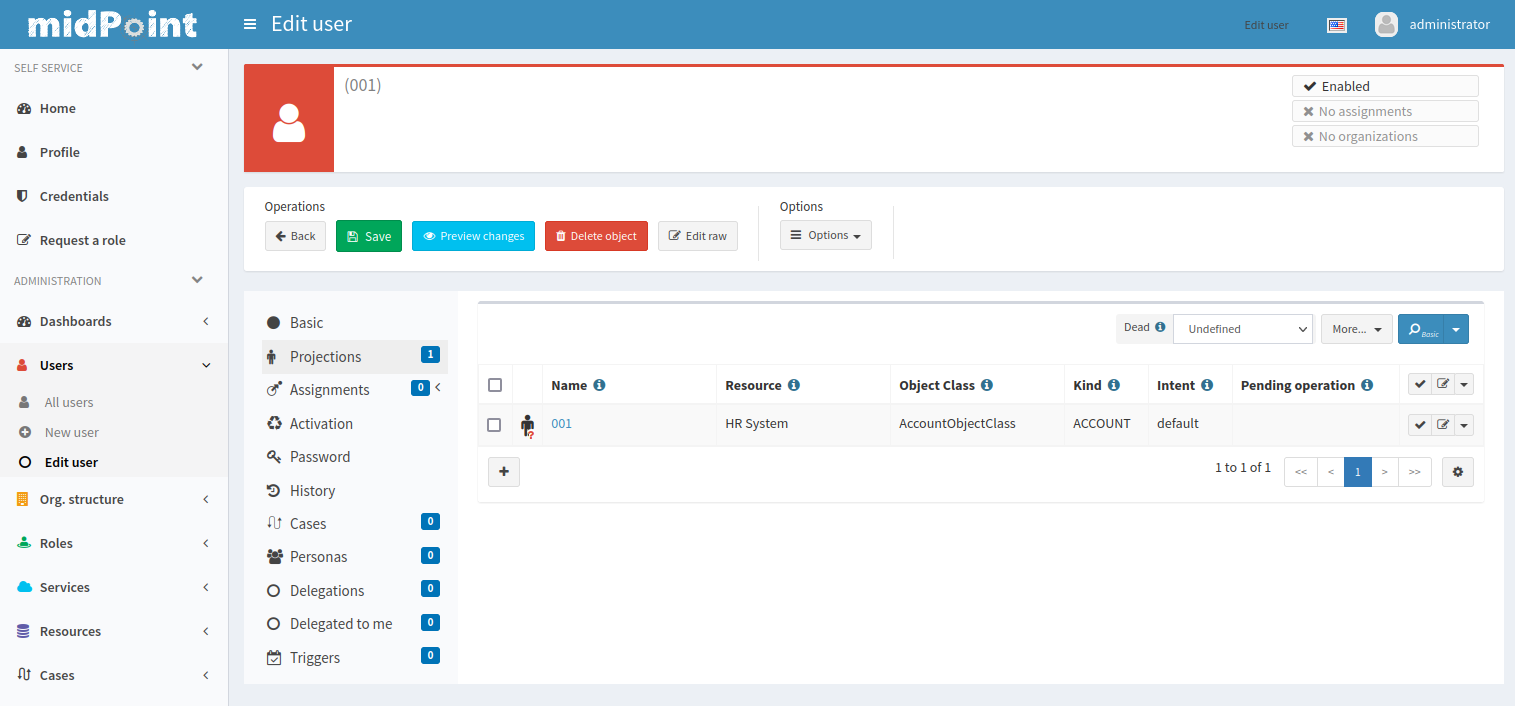 midPoint
Edit user
Edit user
administrator
SELF SERVICE
Home
Profile
Credentials
Request a role
ADMINISTRATION
Dashboards
Users
All users
New user
Edit user
Org. structure
Roles
Services
Resources
Cases
(001)
Enabled
No assignments
No organizations
Operations
Back
Save
Preview changes
Delete object
Edit raw
Options
Options
Basic
Projections 1
Assignments 0
Activation
Password
History
Cases 0
Personas 0
Delegations 0
Delegated to me 0
Triggers 0
Dead Undefined More... Basic
Name Resource Object Class Kind Intent Pending operation
001 HR System AccountObjectClass ACCOUNT default
1 to 1 of 1 << < 1 > >>